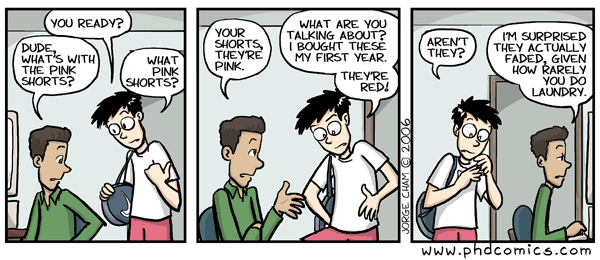 YOU READY?
DUDE,
WHAT'S WITH
THE PINK
SHORTS?
WHAT
PINK
SHORTS?
YOUR
SHORTS,
THEY'RE
PINK.
WHAT ARE YOU
TALKING ABOUT?
I BOUGHT THESE
MY FIRST YEAR.
THEY'RE
RED!
JORGE CHAM © 2006
AREN'T
THEY?
I'M SURPRISED
THEY ACTUALLY
FADED, GIVEN
HOW RARELY
YOU DO
LAUNDRY.
www.phdcomics.com